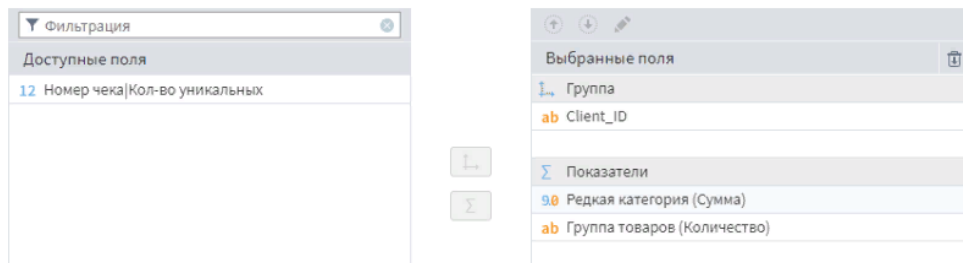 Фильтрация
Доступные поля
12 Номер чека|Кол-во уникальных
Выбранные поля
Группа
ab Client_ID
Σ Показатели
9.0 Редкая категория (Сумма)
ab Группа товаров (Количество)
Σ